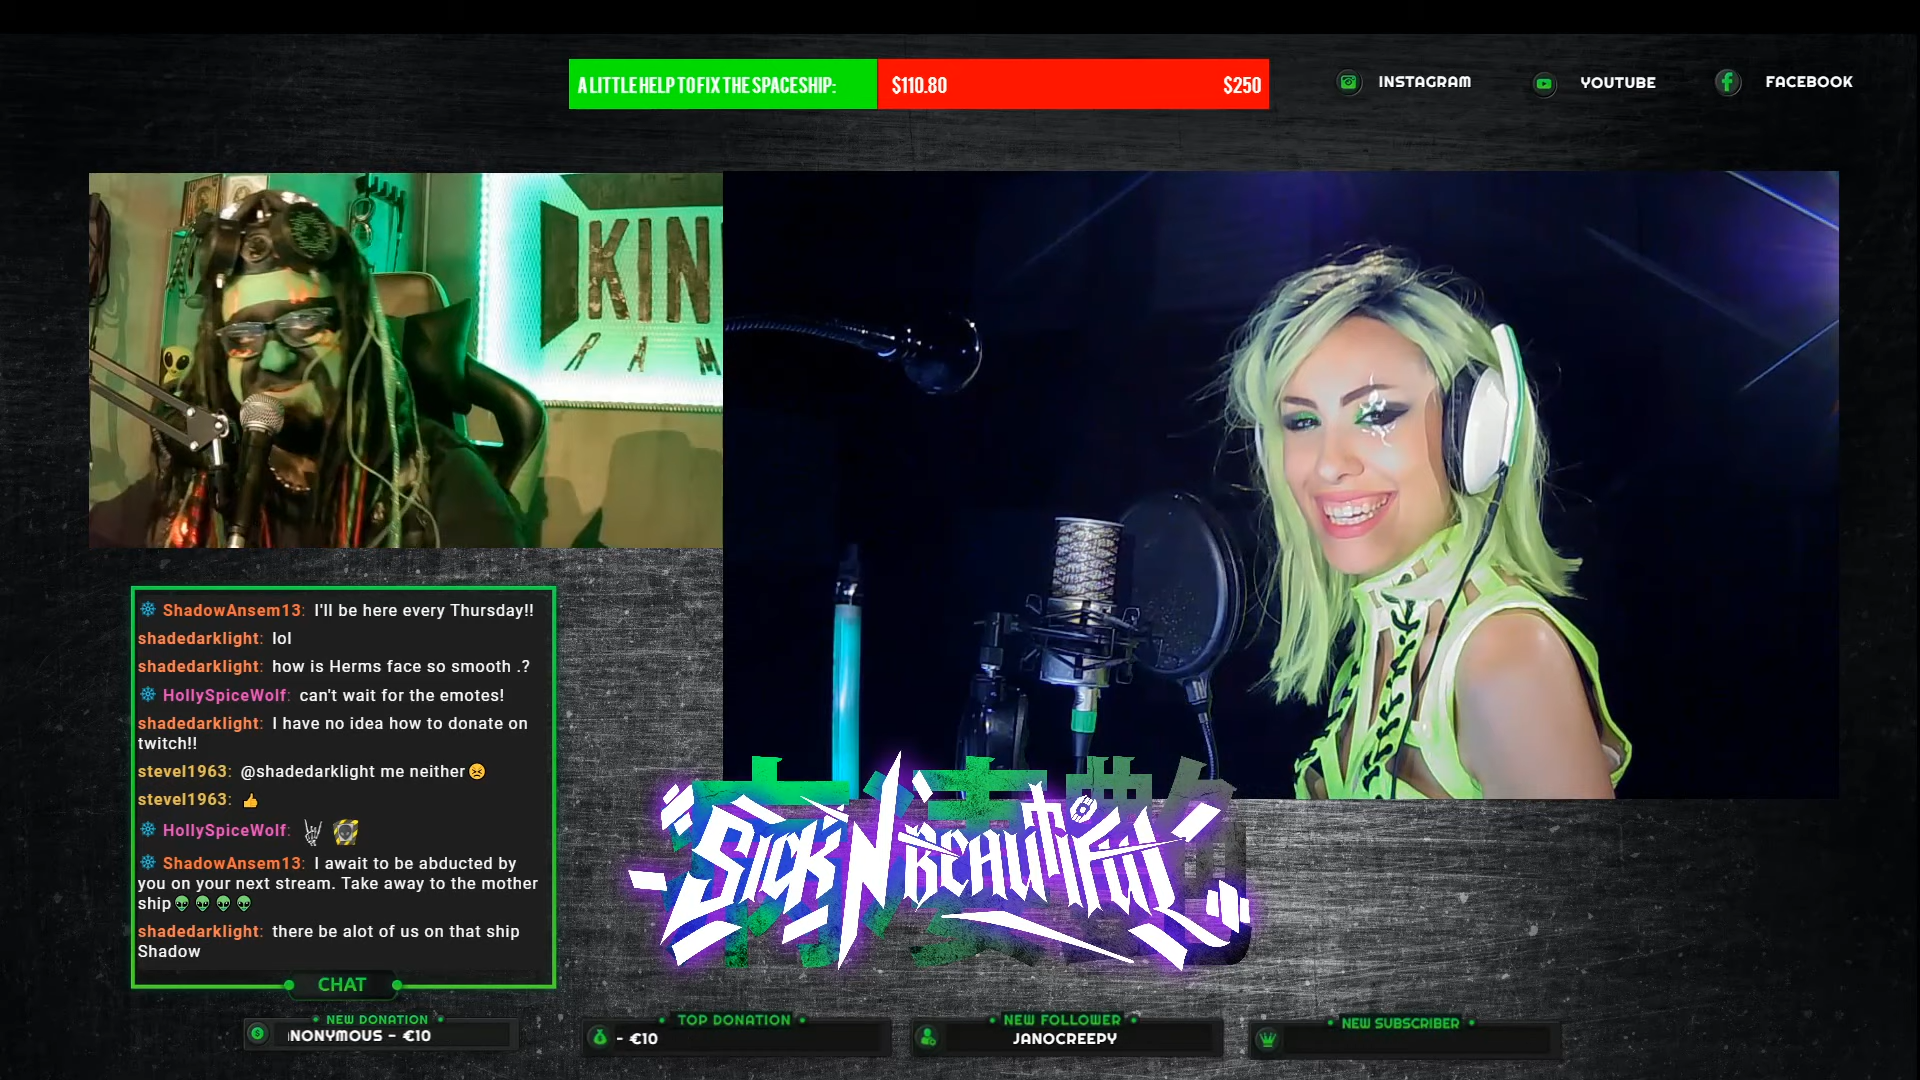 A LITTLE HELP TO FIX THE SPACESHIP: $110.80 $250
INSTAGRAM
YOUTUBE
FACEBOOK
ShadowAnsem13: I'll be here every Thursday!!
shadedarklight: lol
shadedarklight: how is Herms face so smooth .?
HollySpiceWolf: can't wait for the emotes!
shadedarklight: I have no idea how to donate on
twitch!!
stevel1963: @shadedarklight me neither😣
stevel1963: 👍
HollySpiceWolf:
ShadowAnsem13: I await to be abducted by
you on your next stream. Take away to the mother
ship👽👽👽👽
shadedarklight: there be alot of us on that ship
Shadow
CHAT
SICK N BEAUTIFUL
NEW DONATION
NONYMOUS - €10
TOP DONATION
- €10
NEW FOLLOWER
JANOCREEPY
NEW SUBSCRIBER